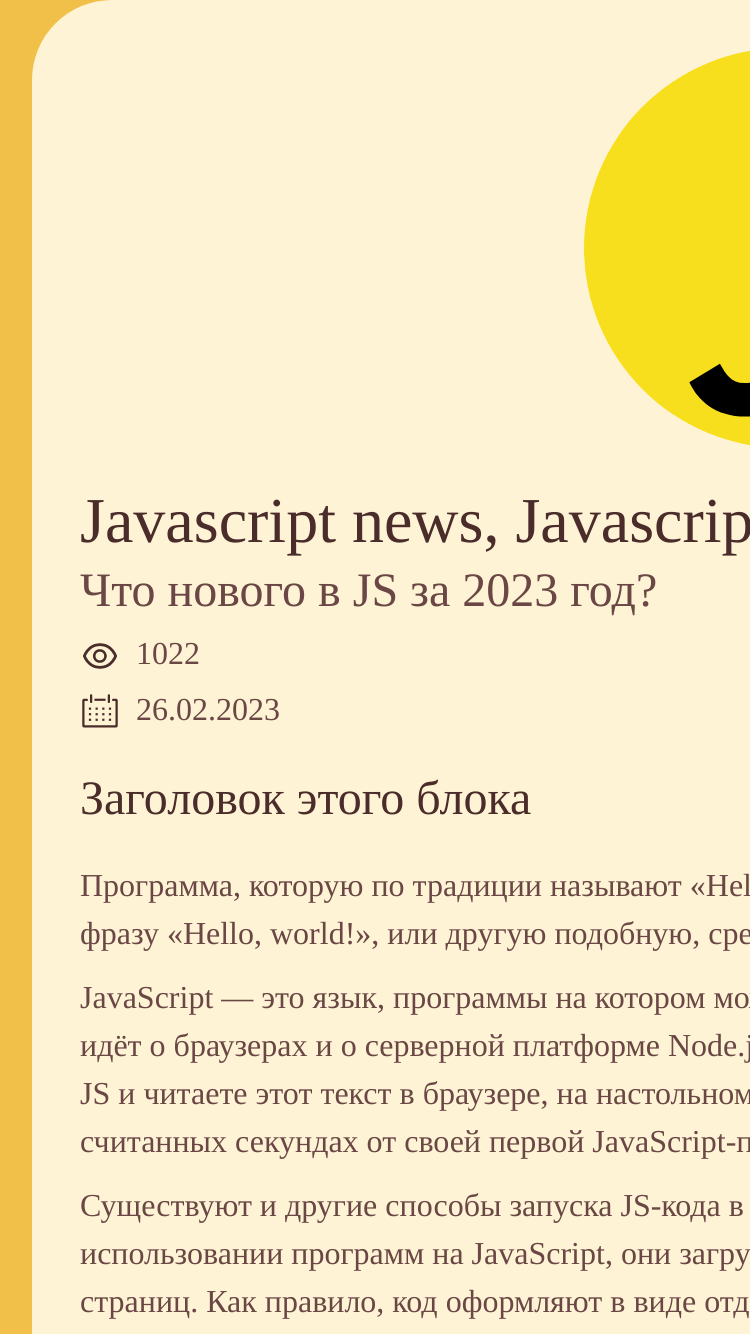 Javascript news, Javascrip
Что нового в JS за 2023 год?
1022
26.02.2023
Заголовок этого блока
Программа, которую по традиции называют «Hel
фразу «Hello, world!», или другую подобную, сре
JavaScript — это язык, программы на котором мо
идёт о браузерах и о серверной платформе Node.j
JS и читаете этот текст в браузере, на настольном
считанных секундах от своей первой JavaScript-п
Существуют и другие способы запуска JS-кода в
использовании программ на JavaScript, они загру
страниц. Как правило, код оформляют в виде отд